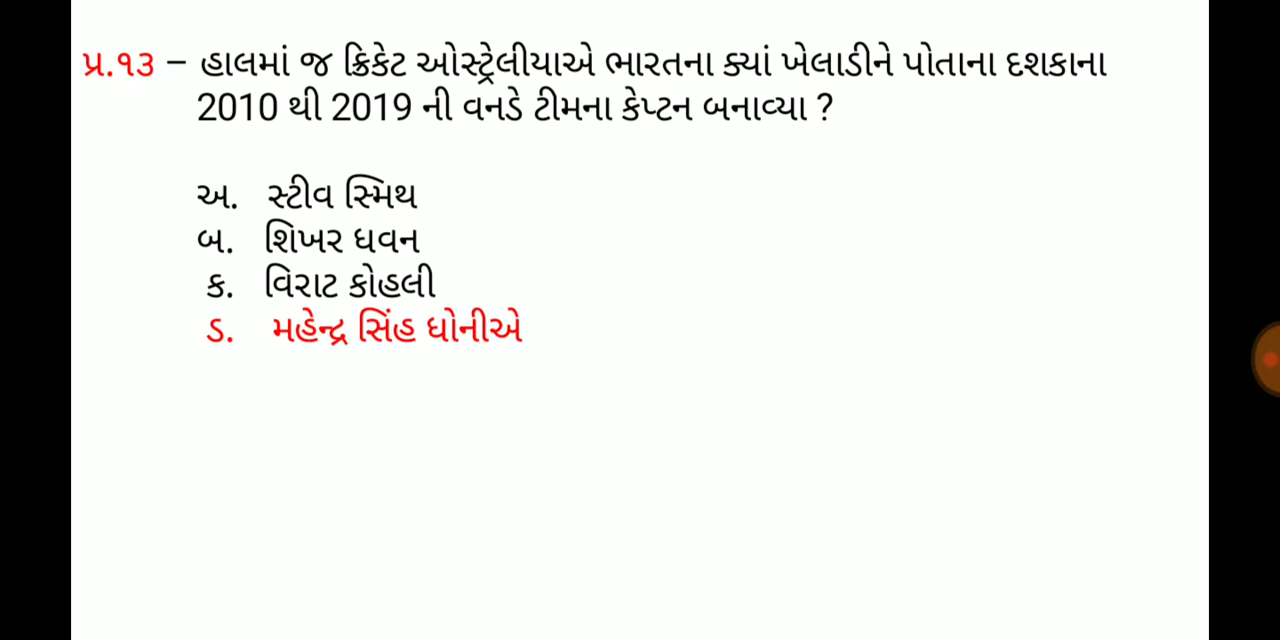 પ્ર.૧૩ – હાલમાં જ ક્રિકેટ ઓસ્ટ્રેલીયાએ ભારતના ક્યાં ખેલાડીને પોતાના દશકાના
2010 થી 2019 ની વનડે ટીમના કેપ્ટન બનાવ્યા ?
અ. સ્ટીવ સ્મિથ
બ. શિખર ધવન
ક. વિરાટ કોહલી
ડ. મહેન્દ્ર સિંહ ધોનીએ